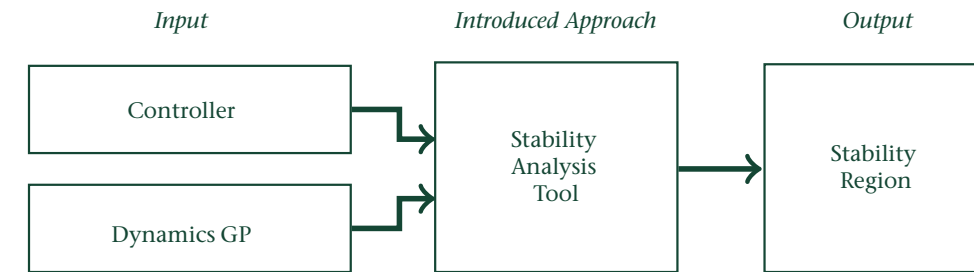 Input
Introduced Approach
Output
Controller
Dynamics GP
Stability
Analysis
Tool
Stability
Region